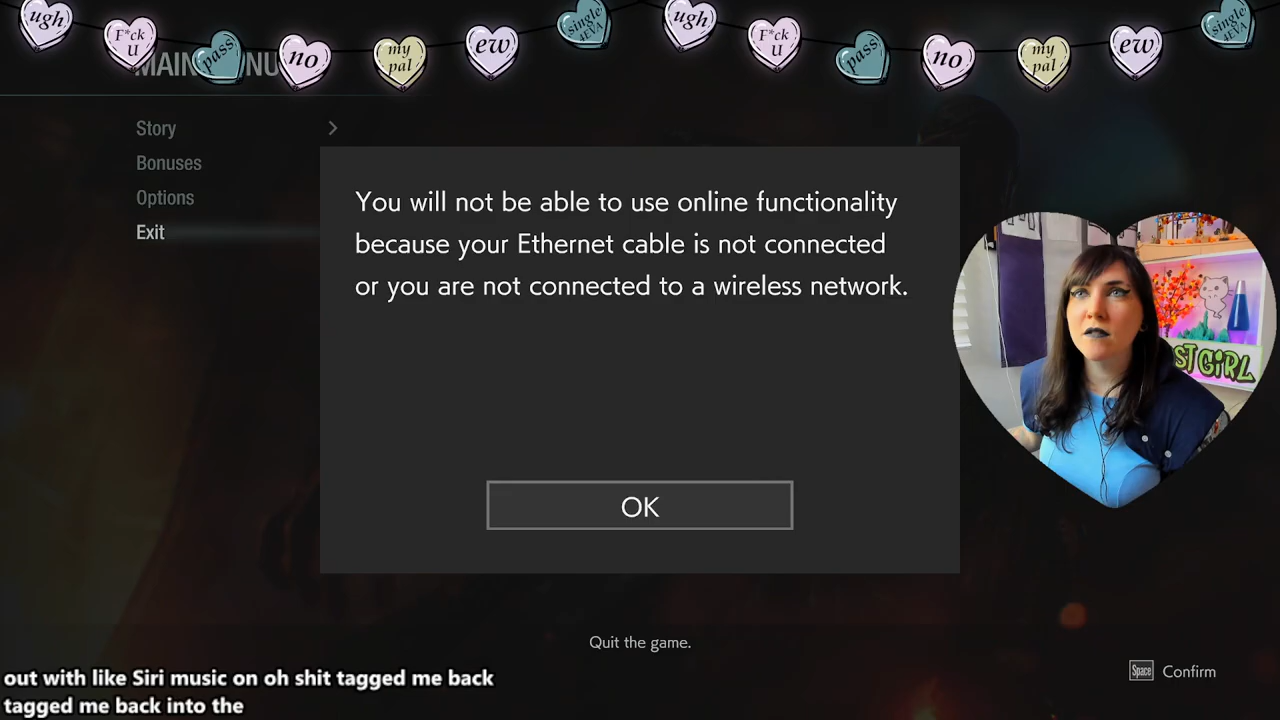 ugh
F*ck
U
pass
no
my
pal
ew
single
4EVA
ugh
F*ck
U
pass
no
my
pal
ew
single
4EVA
Story
Bonuses
Options
Exit
You will not be able to use online functionality
because your Ethernet cable is not connected
or you are not connected to a wireless network.
OK
ST GiRL
Quit the game.
Space Confirm
out with like Siri music on oh shit tagged me back
tagged me back into the